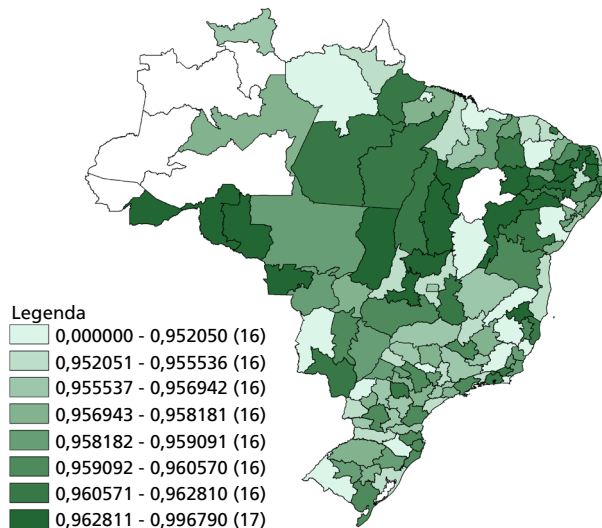 Legenda
0,000000 - 0,952050 (16)
0,952051 - 0,955536 (16)
0,955537 - 0,956942 (16)
0,956943 - 0,958181 (16)
0,958182 - 0,959091 (16)
0,959092 - 0,960570 (16)
0,960571 - 0,962810 (16)
0,962811 - 0,996790 (17)